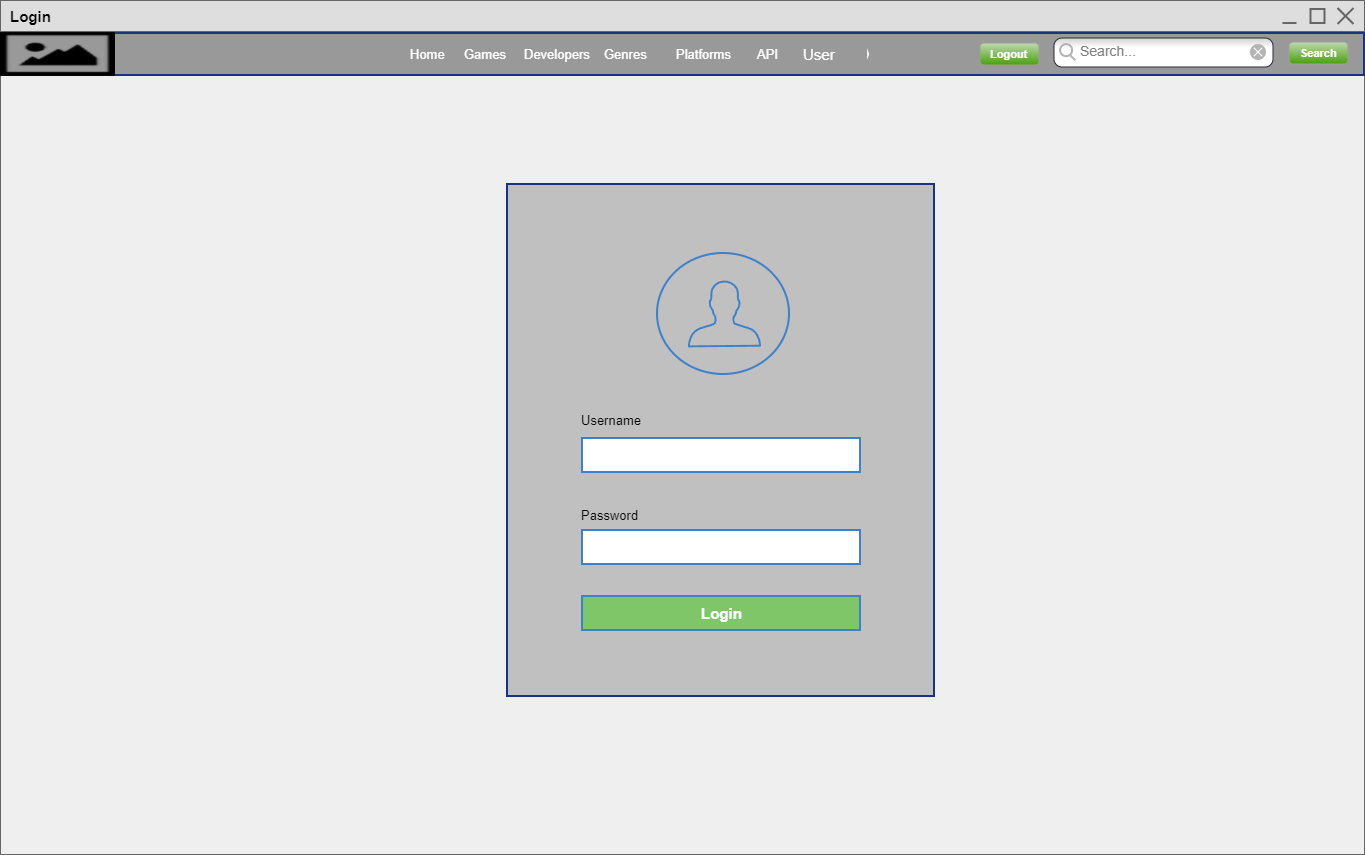 Login
Home Games Developers Genres Platforms API User Logout Search... Search
Username
Password
Login